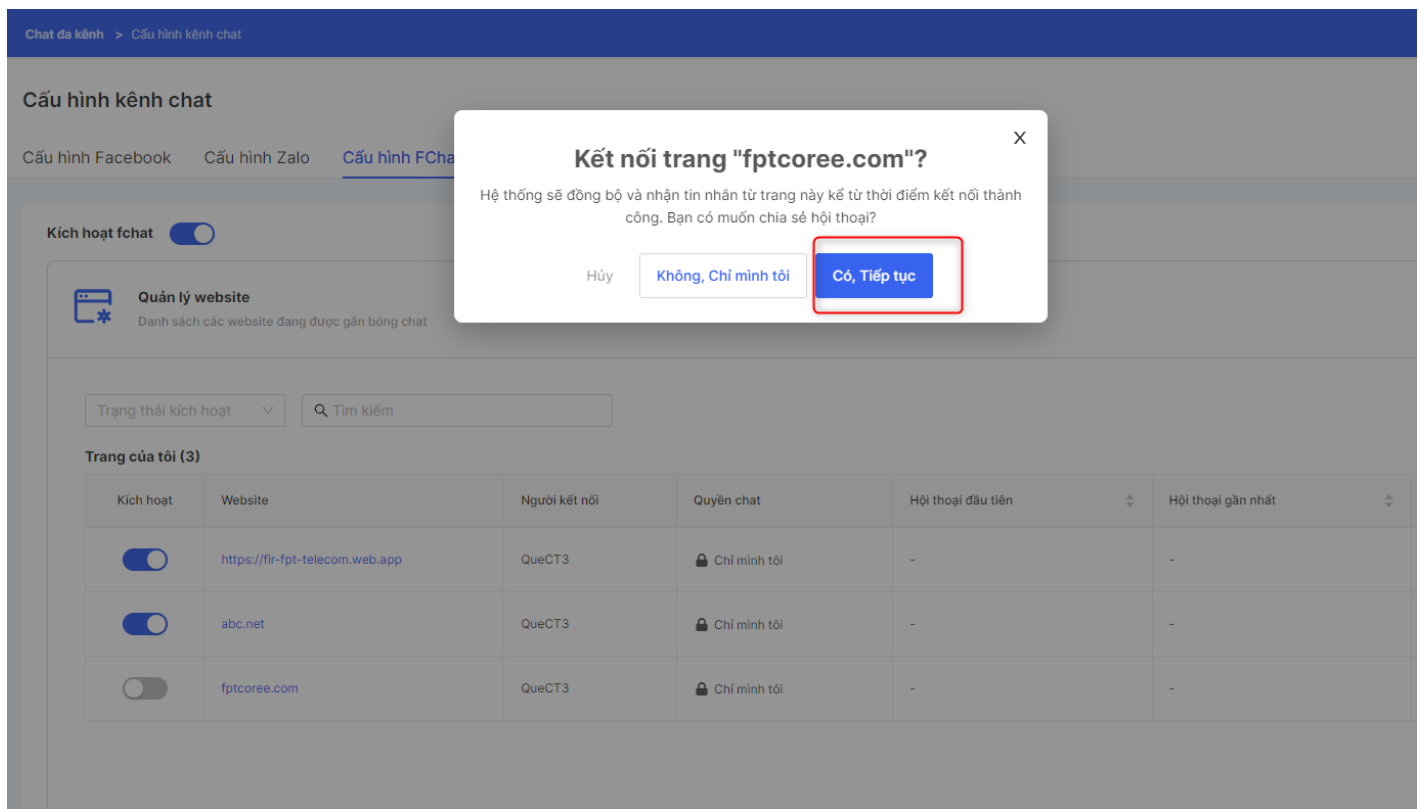 Chat đa kênh > Cấu hình kênh chat
Cấu hình kênh chat
Cấu hình Facebook Cấu hình Zalo Cấu hình FCha
X
Kết nối trang "fptcoree.com"?
Hệ thống sẽ đồng bộ và nhận tin nhắn từ trang này kể từ thời điểm kết nối thành
công. Bạn có muốn chia sẻ hội thoại?
Hủy Không, Chỉ mình tôi Có, Tiếp tục
Kích hoạt fchat
Quản lý website
Danh sách các website đang được gắn bóng chat
Trạng thái kích hoạt Tìm kiếm
Trang của tôi (3)
Kích hoạt Website Người kết nối Quyền chat Hội thoại đầu tiên Hội thoại gần nhất
https://fir-fpt-telecom.web.app QueCT3 Chỉ mình tôi - -
abc.net QueCT3 Chỉ mình tôi - -
fptcoree.com QueCT3 Chỉ mình tôi - -